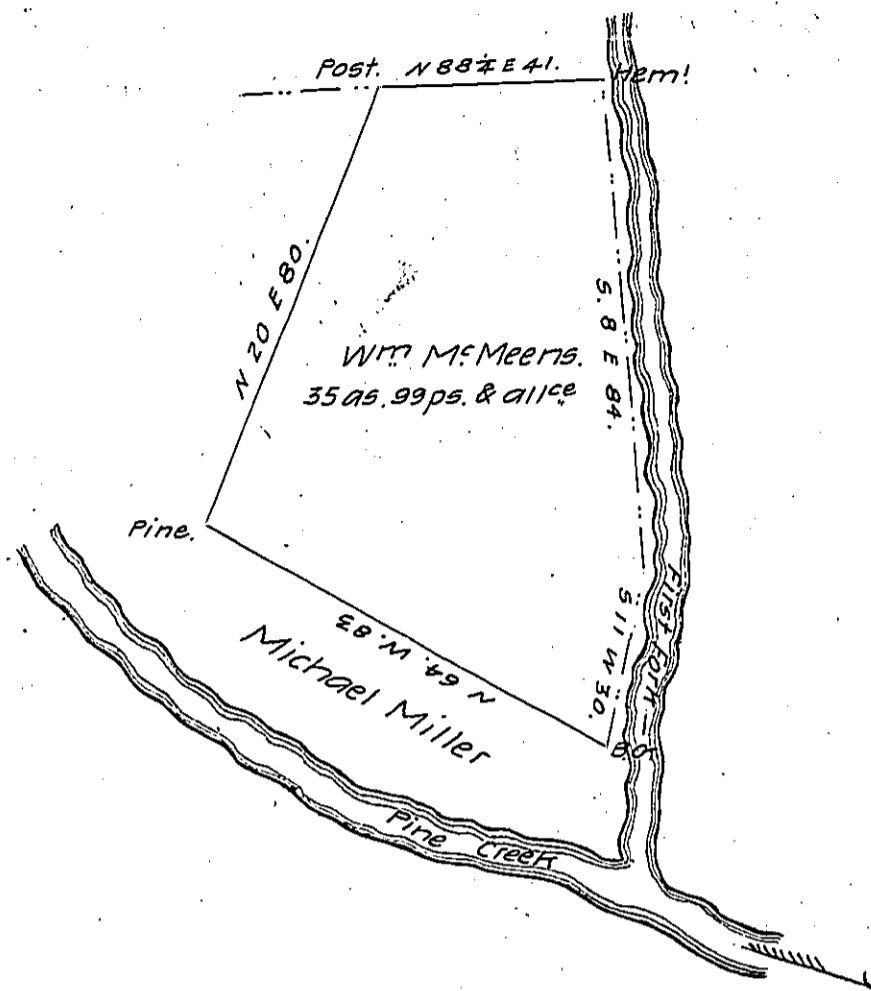 Post. N 88¼ E 41. Hem!
N 20 E 80.
S. 8 E 84.
Wm. McMeens.
35 as. 99 ps. & allce
Pine.
S 11 W 30.
First Fork
N 64. W. 83
Michael Miller
Pine Creek